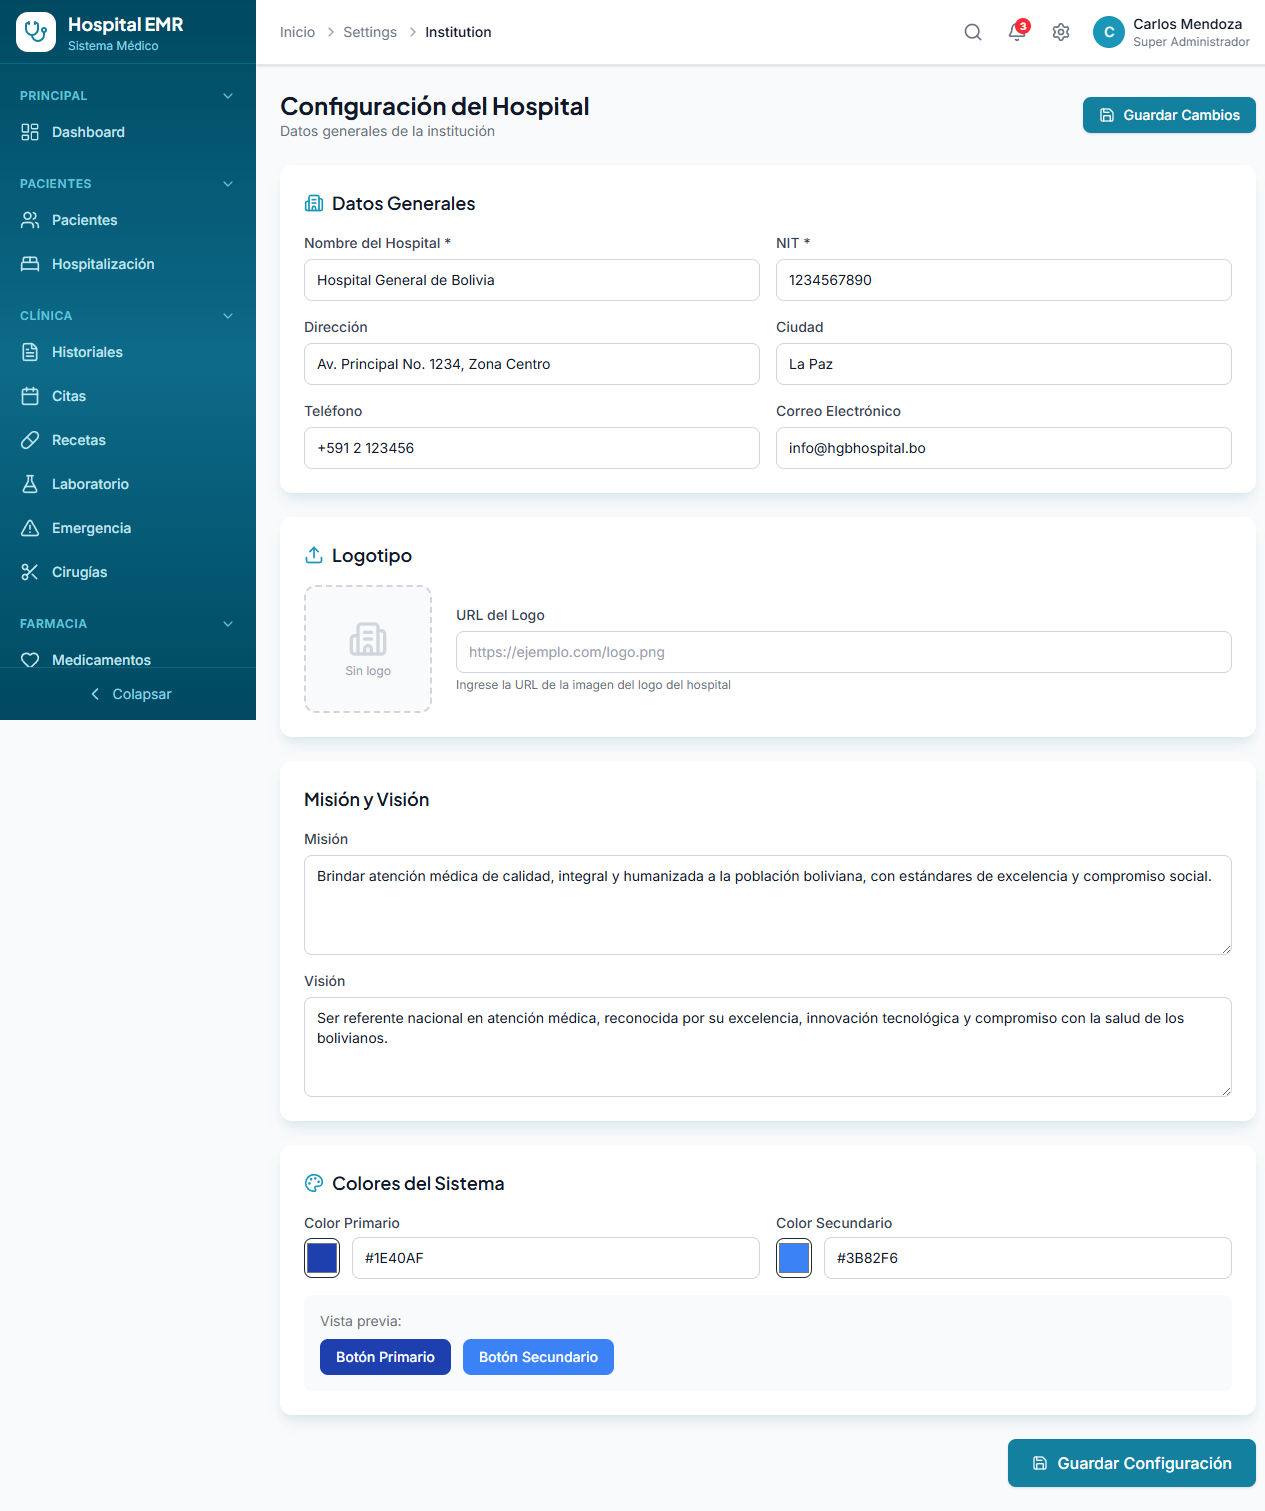 Hospital EMR
Sistema Médico
PRINCIPAL
Dashboard
PACIENTES
Pacientes
Hospitalización
CLÍNICA
Historiales
Citas
Recetas
Laboratorio
Emergencia
Cirugías
FARMACIA
Medicamentos
Colapsar
Inicio > Settings > Institution
3
C
Carlos Mendoza
Super Administrador
Configuración del Hospital
Datos generales de la institución
Guardar Cambios
Datos Generales
Nombre del Hospital *
Hospital General de Bolivia
NIT *
1234567890
Dirección
Av. Principal No. 1234, Zona Centro
Ciudad
La Paz
Teléfono
+591 2 123456
Correo Electrónico
info@hgbhospital.bo
Logotipo
Sin logo
URL del Logo
https://ejemplo.com/logo.png
Ingrese la URL de la imagen del logo del hospital
Misión y Visión
Misión
Brindar atención médica de calidad, integral y humanizada a la población boliviana, con estándares de excelencia y compromiso social.
Visión
Ser referente nacional en atención médica, reconocida por su excelencia, innovación tecnológica y compromiso con la salud de los
bolivianos.
Colores del Sistema
Color Primario
#1E40AF
Color Secundario
#3B82F6
Vista previa:
Botón Primario
Botón Secundario
Guardar Configuración